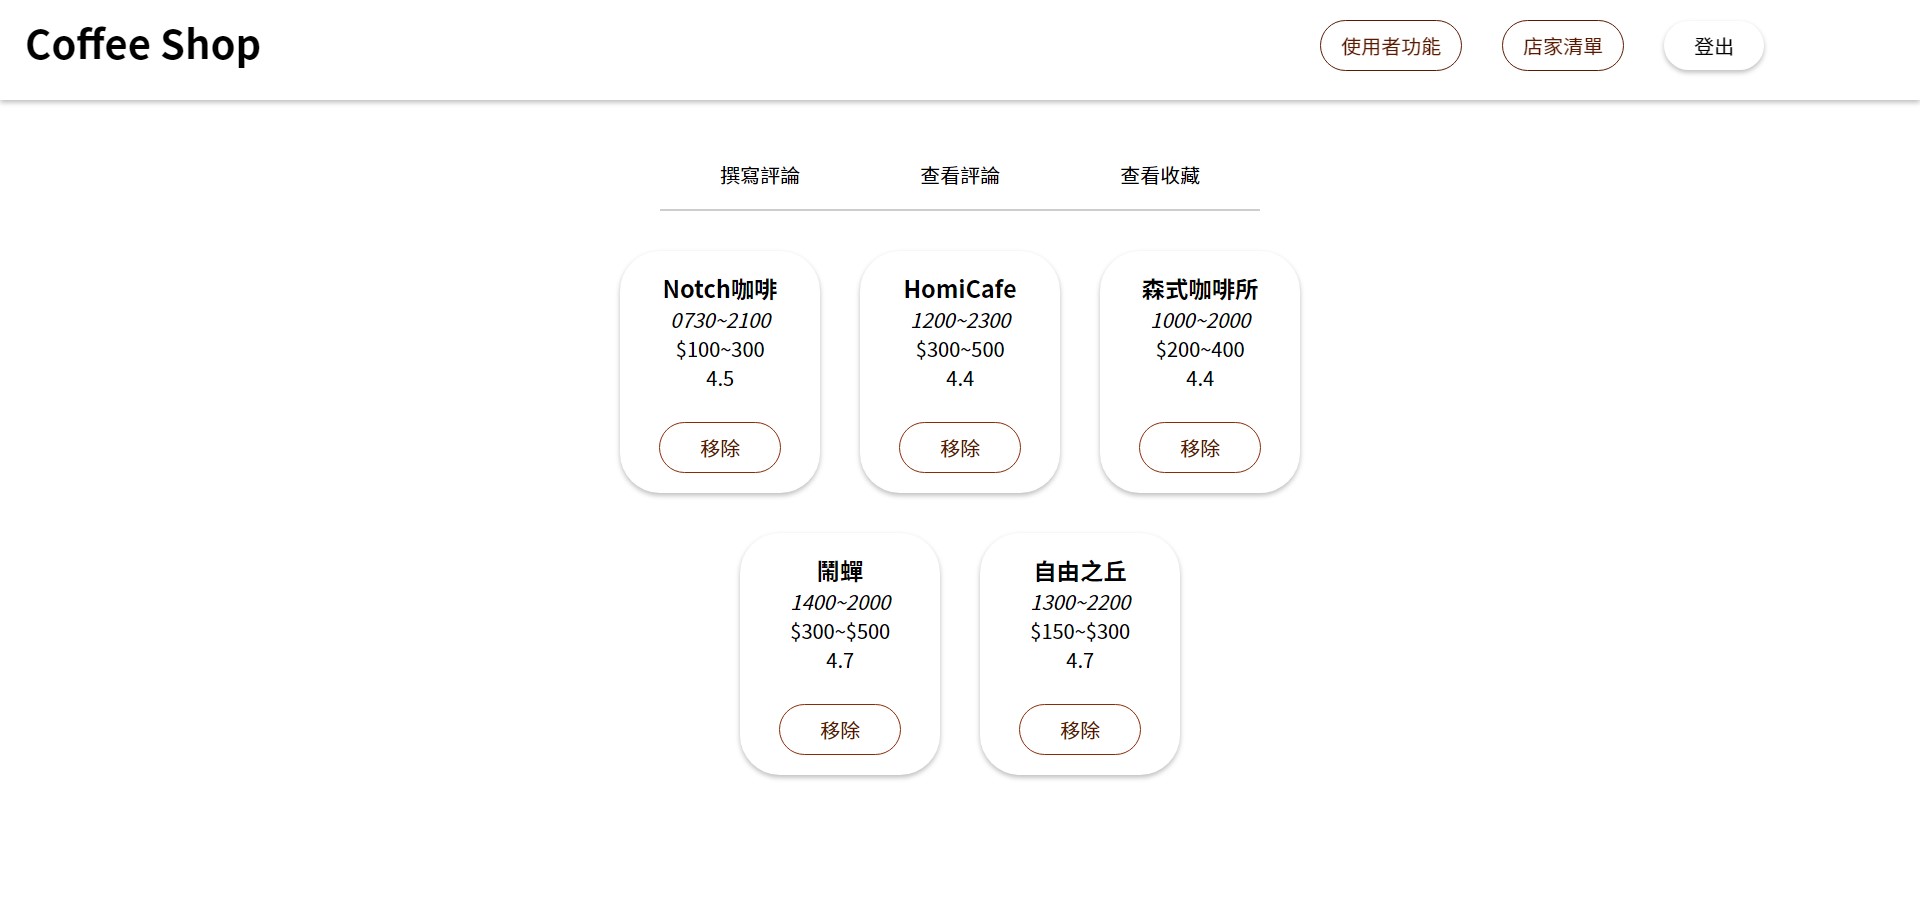 Coffee Shop
使用者功能
店家清單
登出
撰寫評論
查看評論
查看收藏
Notch咖啡
0730~2100
$100~300
4.5
移除
HomiCafe
1200~2300
$300~500
4.4
移除
森式咖啡所
1000~2000
$200~400
4.4
移除
鬧蟬
1400~2000
$300~$500
4.7
移除
自由之丘
1300~2200
$150~$300
4.7
移除